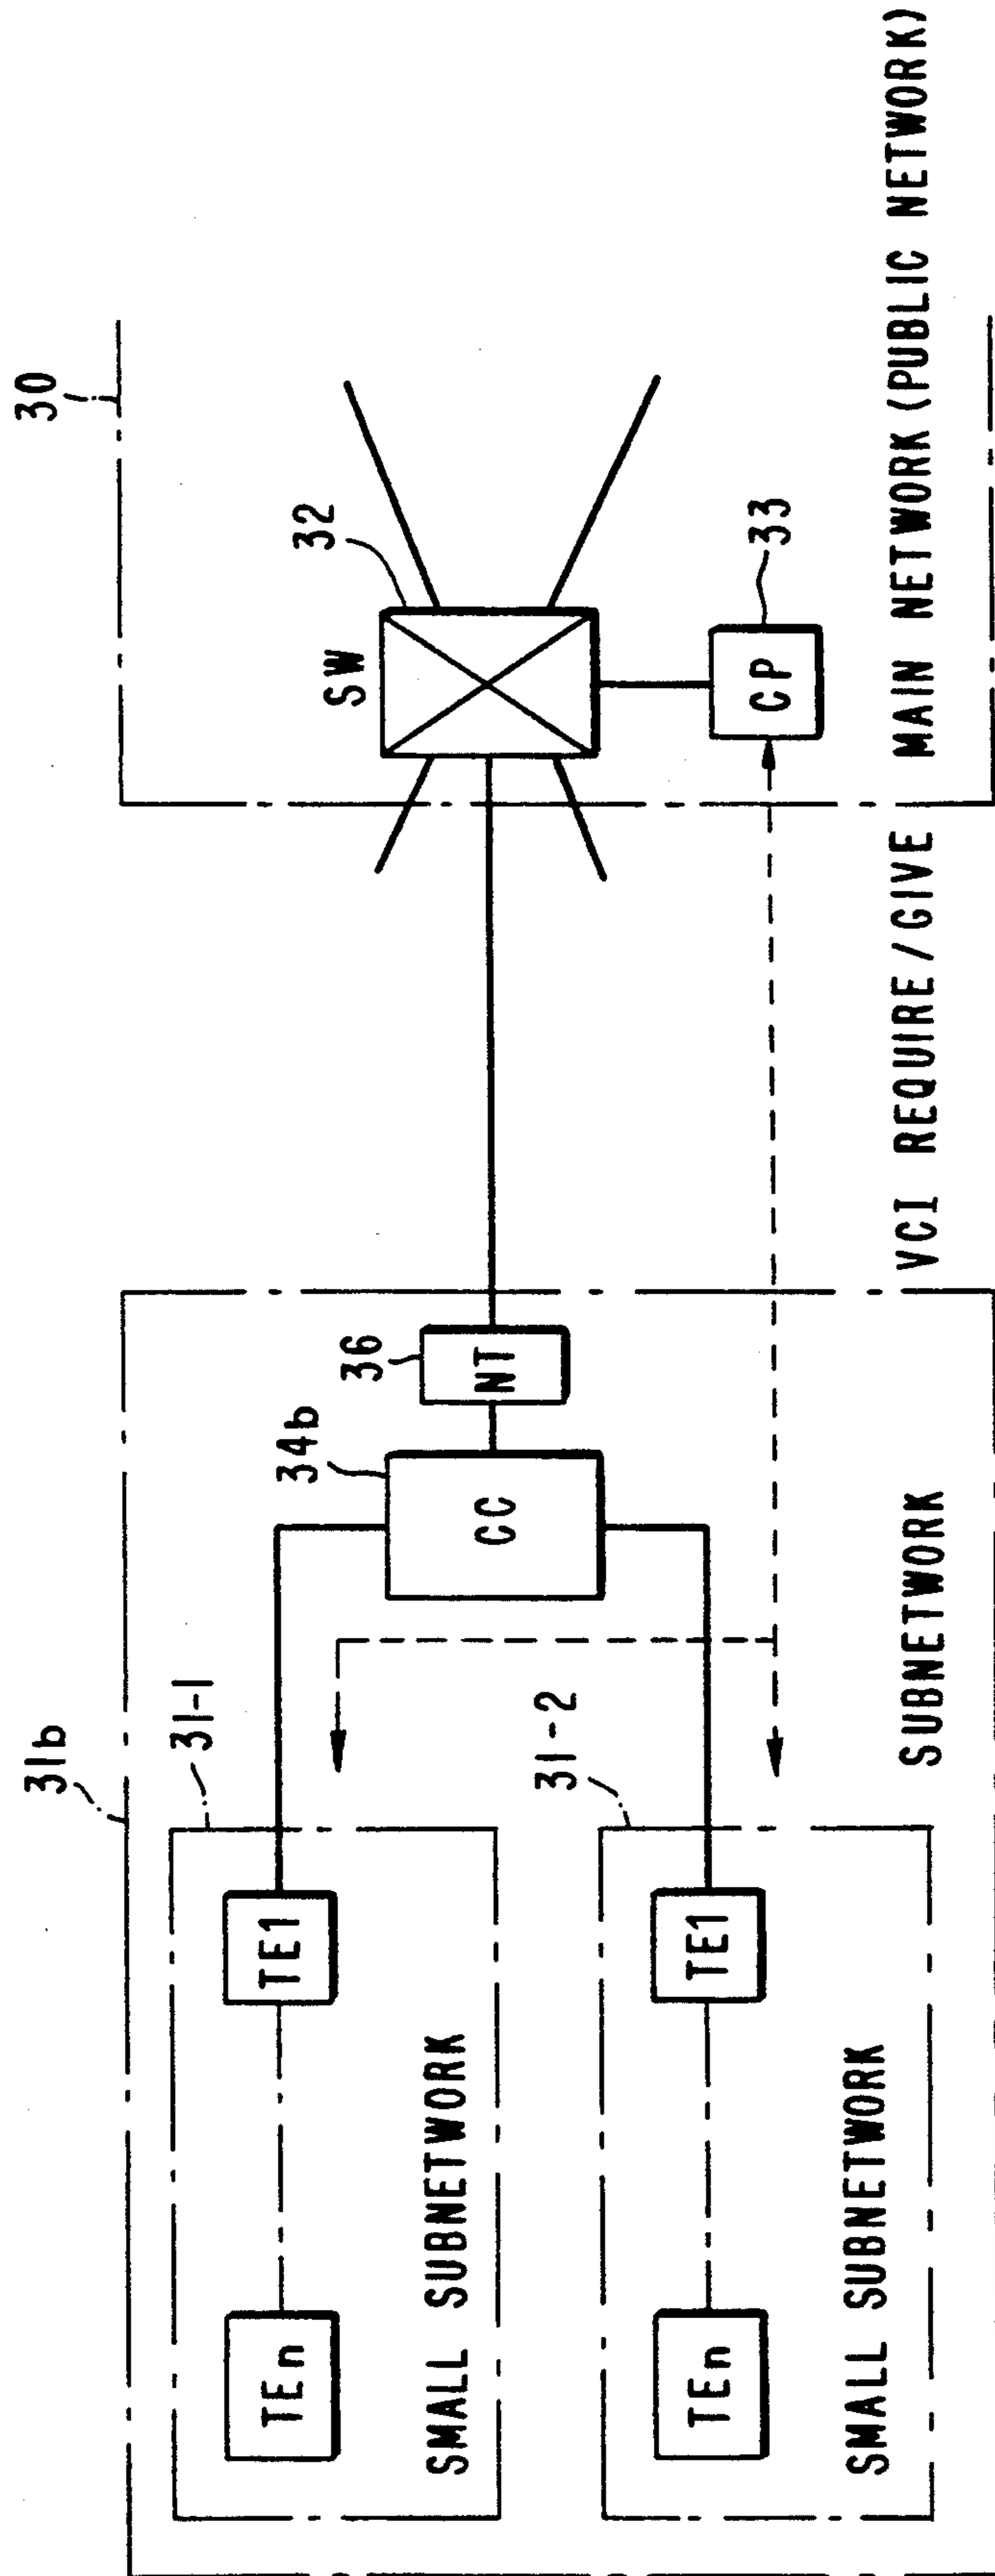 31b
31-1
TEn
TE1
SMALL SUBNETWORK
31-2
TEn
TE1
SMALL SUBNETWORK
34b
CC
36
NT
SUBNETWORK
VCI REQUIRE/GIVE
30
SW
32
CP
33
MAIN NETWORK (PUBLIC NETWORK)